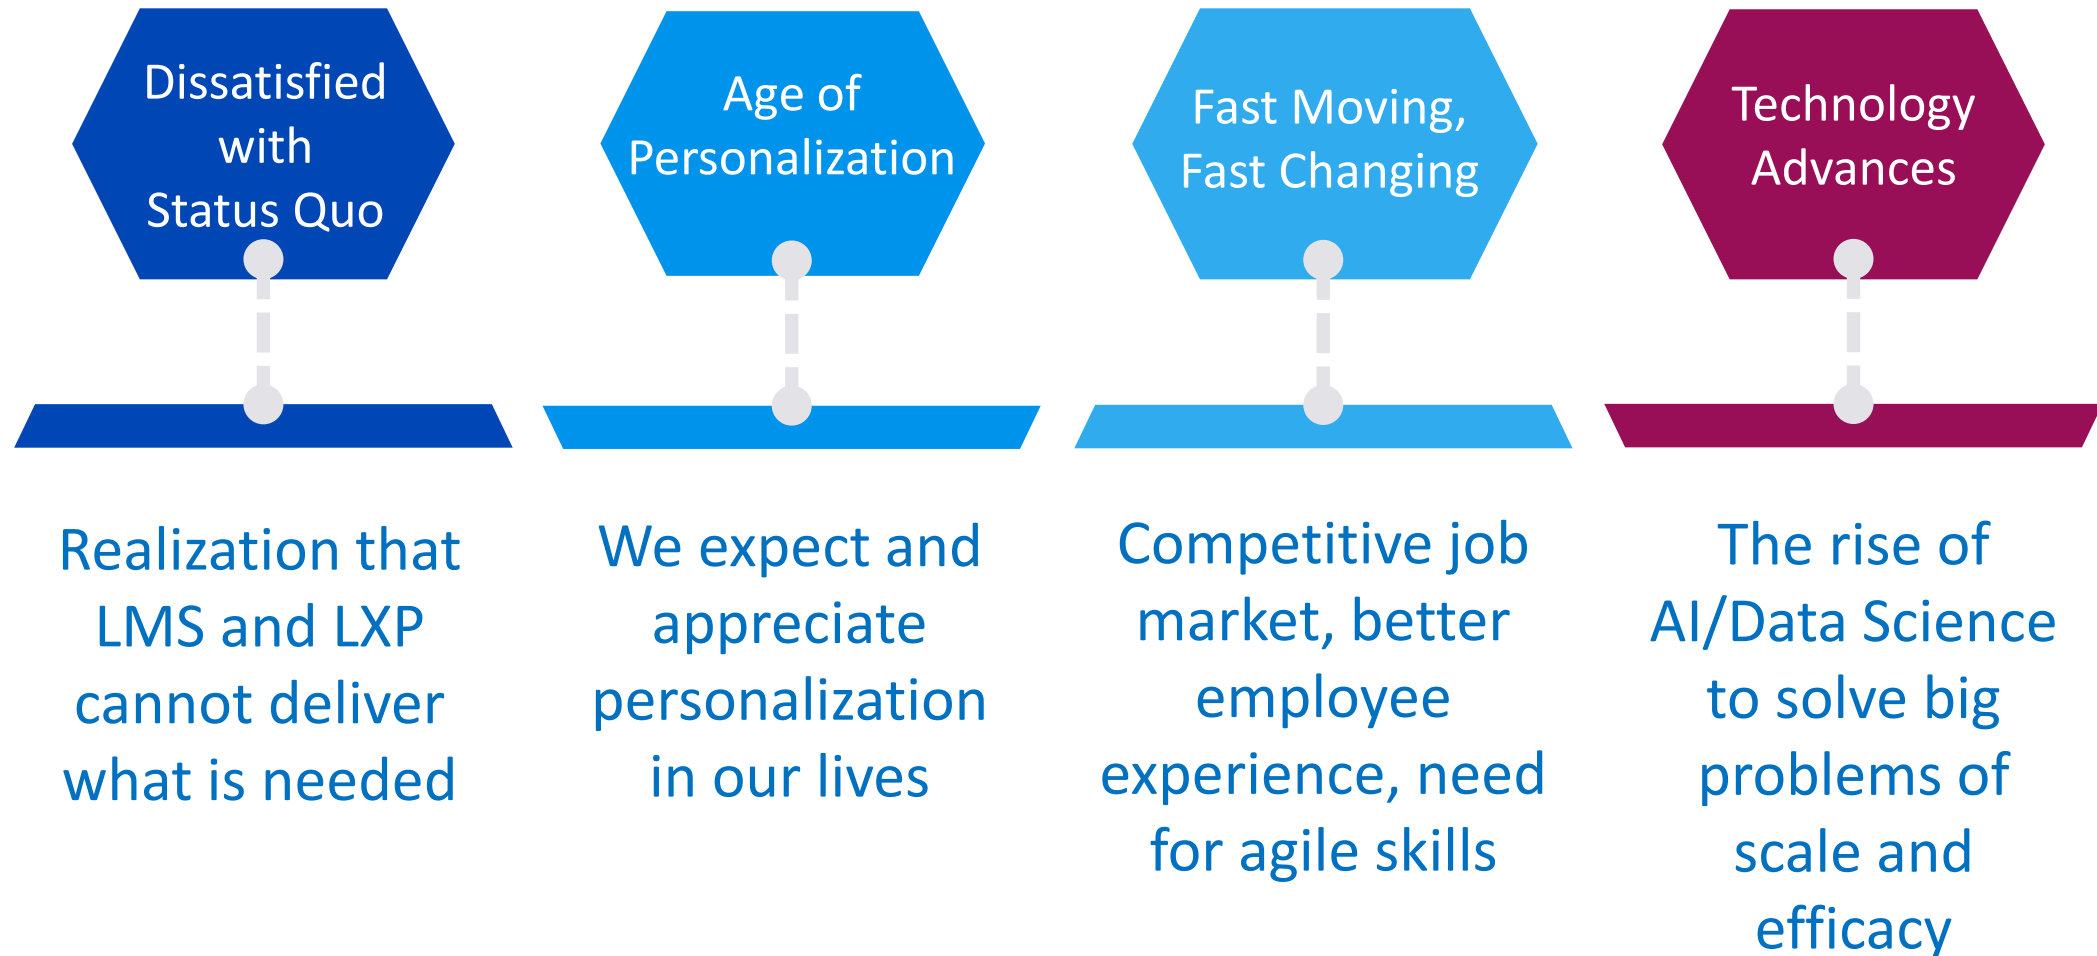 Dissatisfied
with
Status Quo
Realization that
LMS and LXP
cannot deliver
what is needed
Age of
Personalization
We expect and
appreciate
personalization
in our lives
Fast Moving,
Fast Changing
Competitive job
market, better
employee
experience, need
for agile skills
Technology
Advances
The rise of
AI/Data Science
to solve big
problems of
scale and
efficacy